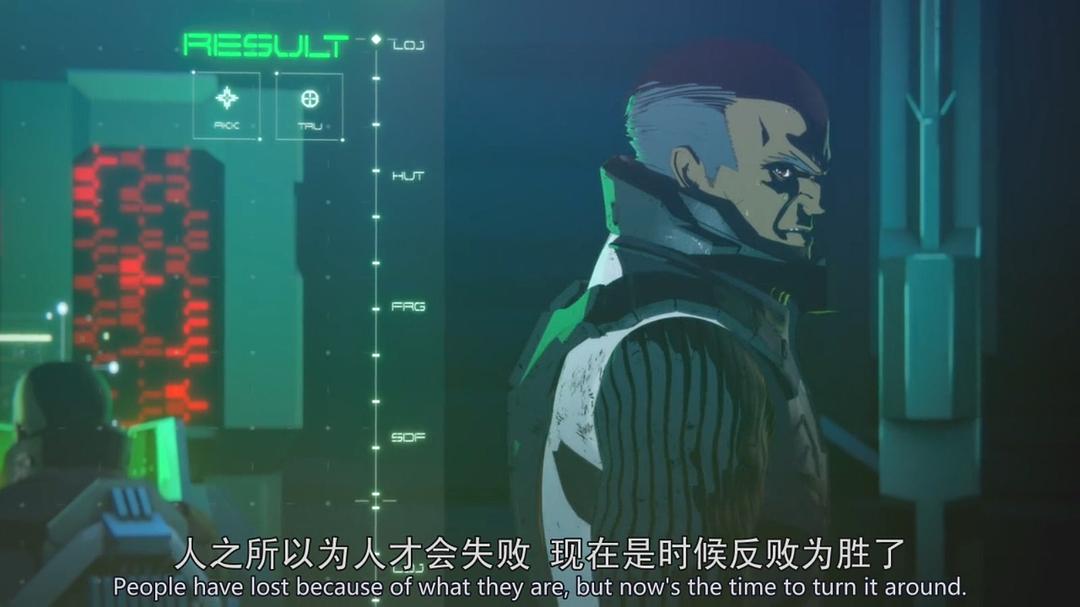 RESULT
LOJ
HUT
FRG
SDF
人之所以为人才会失败 现在是时候反败为胜了
People have lost because of what they are, but now's the time to turn it around.